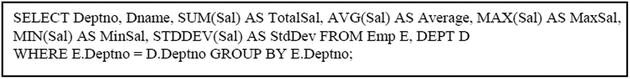 SELECT Deptno, Dname, SUM(Sal) AS TotalSal, AVG(Sal) AS Average, MAX(Sal) AS MaxSal,
MIN(Sal) AS MinSal, STDDEV(Sal) AS StdDev FROM Emp E, DEPT D
WHERE E.Deptno = D.Deptno GROUP BY E.Deptno;